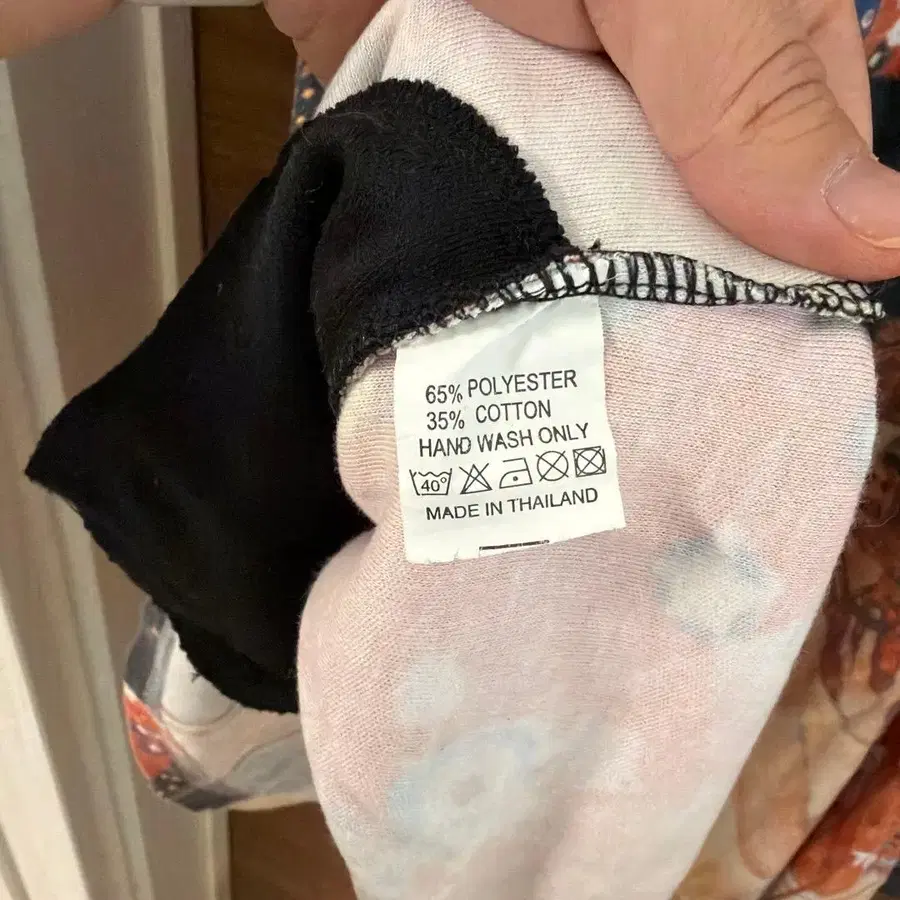 65% POLYESTER
35% COTTON
HAND WASH ONLY
40°
MADE IN THAILAND